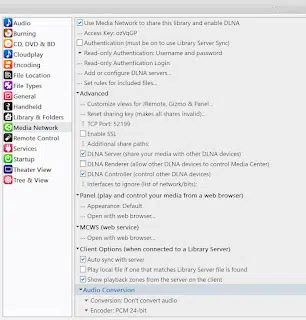 Audio
Burning
CD, DVD & BD
Cloudplay
Encoding
File Location
File Types
General
Handheld
Library & Folders
Media Network
Remote Control
Services
Startup
Theater View
Tree & View
Use Media Network to share this library and enable DLNA
Access Key: ozVqGP
Authentication (must be on to use Library Server Sync)
Read-only Authentication: Username and password
Read-only Authentication Login
Add or configure DLNA servers...
Set rules for included files...
Advanced
Customize views for JRemote, Gizmo & Panel...
Reset sharing key (makes all shares invalid)...
TCP Port: 52199
Enable SSL
Additional share paths:
DLNA Server (share your media with other DLNA devices)
DLNA Renderer (allow other DLNA devices to control Media Center)
DLNA Controller (control other DLNA devices)
Interfaces to ignore (list of network/bits):
Panel (play and control your media from a web browser)
Appearance: Default
Open with web browser...
MCWS (web service)
Open with web browser...
Client Options (when connected to a Library Server)
Auto sync with server
Play local file if one that matches Library Server file is found
Show playback zones from the server on the client
Audio Conversion
Conversion: Don't convert audio
Encoder: PCM 24-bit